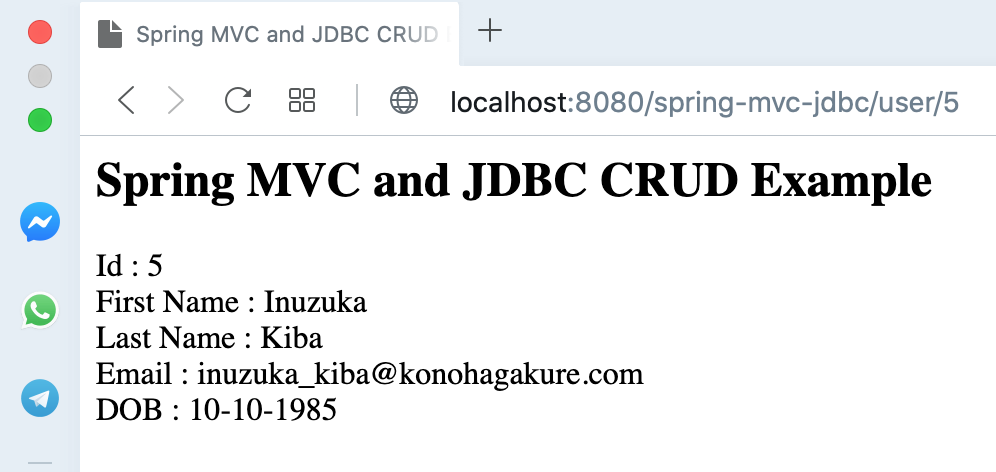 Spring MVC and JDBC CRUD
localhost:8080/spring-mvc-jdbc/user/5
Spring MVC and JDBC CRUD Example
Id : 5
First Name : Inuzuka
Last Name : Kiba
Email : inuzuka_kiba@konohagakure.com
DOB : 10-10-1985